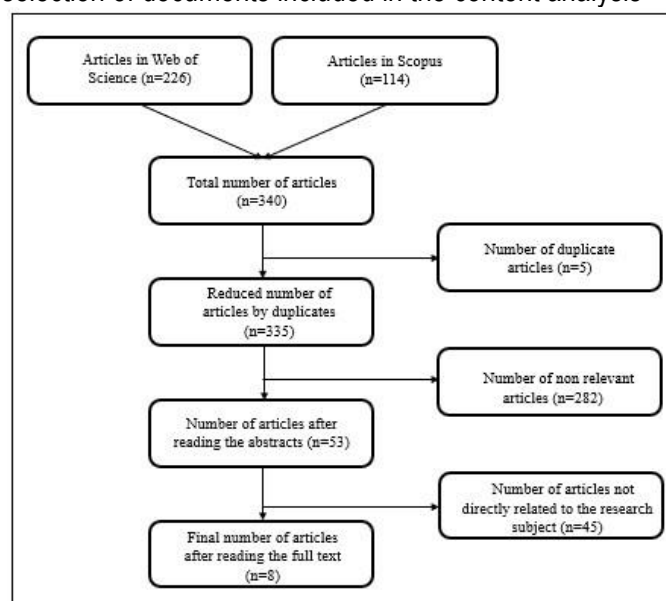 selection of documents included in the content analysis
Articles in Web of
Science (n=226)
Articles in Scopus
(n=114)
Total number of articles
(n=340)
Number of duplicate
articles (n=5)
Reduced number of
articles by duplicates
(n=335)
Number of non relevant
articles (n=282)
Number of articles after
reading the abstracts (n=53)
Number of articles not
directly related to the research
subject (n=45)
Final number of articles
after reading the full text
(n=8)